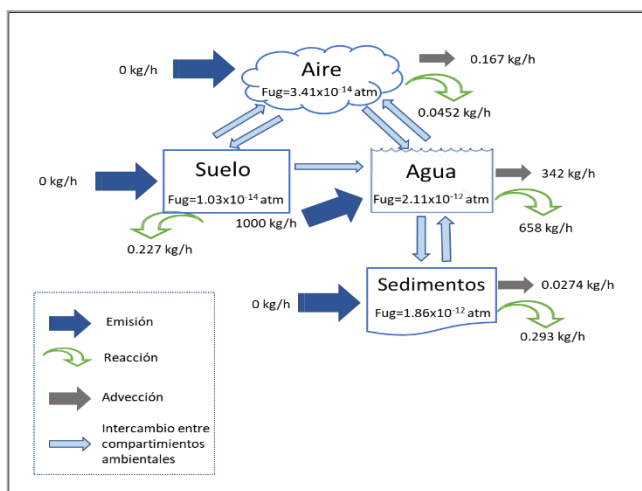 0 kg/h
Aire
Fug=3.41x10⁻¹⁴ atm
0.167 kg/h
0.0452 kg/h
0 kg/h
Suelo
Fug=1.03x10⁻¹⁴ atm
0.227 kg/h
1000 kg/h
Agua
Fug=2.11x10⁻¹² atm
342 kg/h
658 kg/h
0 kg/h
Sedimentos
Fug=1.86x10⁻¹² atm
0.0274 kg/h
0.293 kg/h
Emisión
Reacción
Advección
Intercambio entre
compartimientos
ambientales